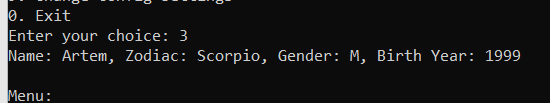 0. Exit
Enter your choice: 3
Name: Artem, Zodiac: Scorpio, Gender: M, Birth Year: 1999
Menu: